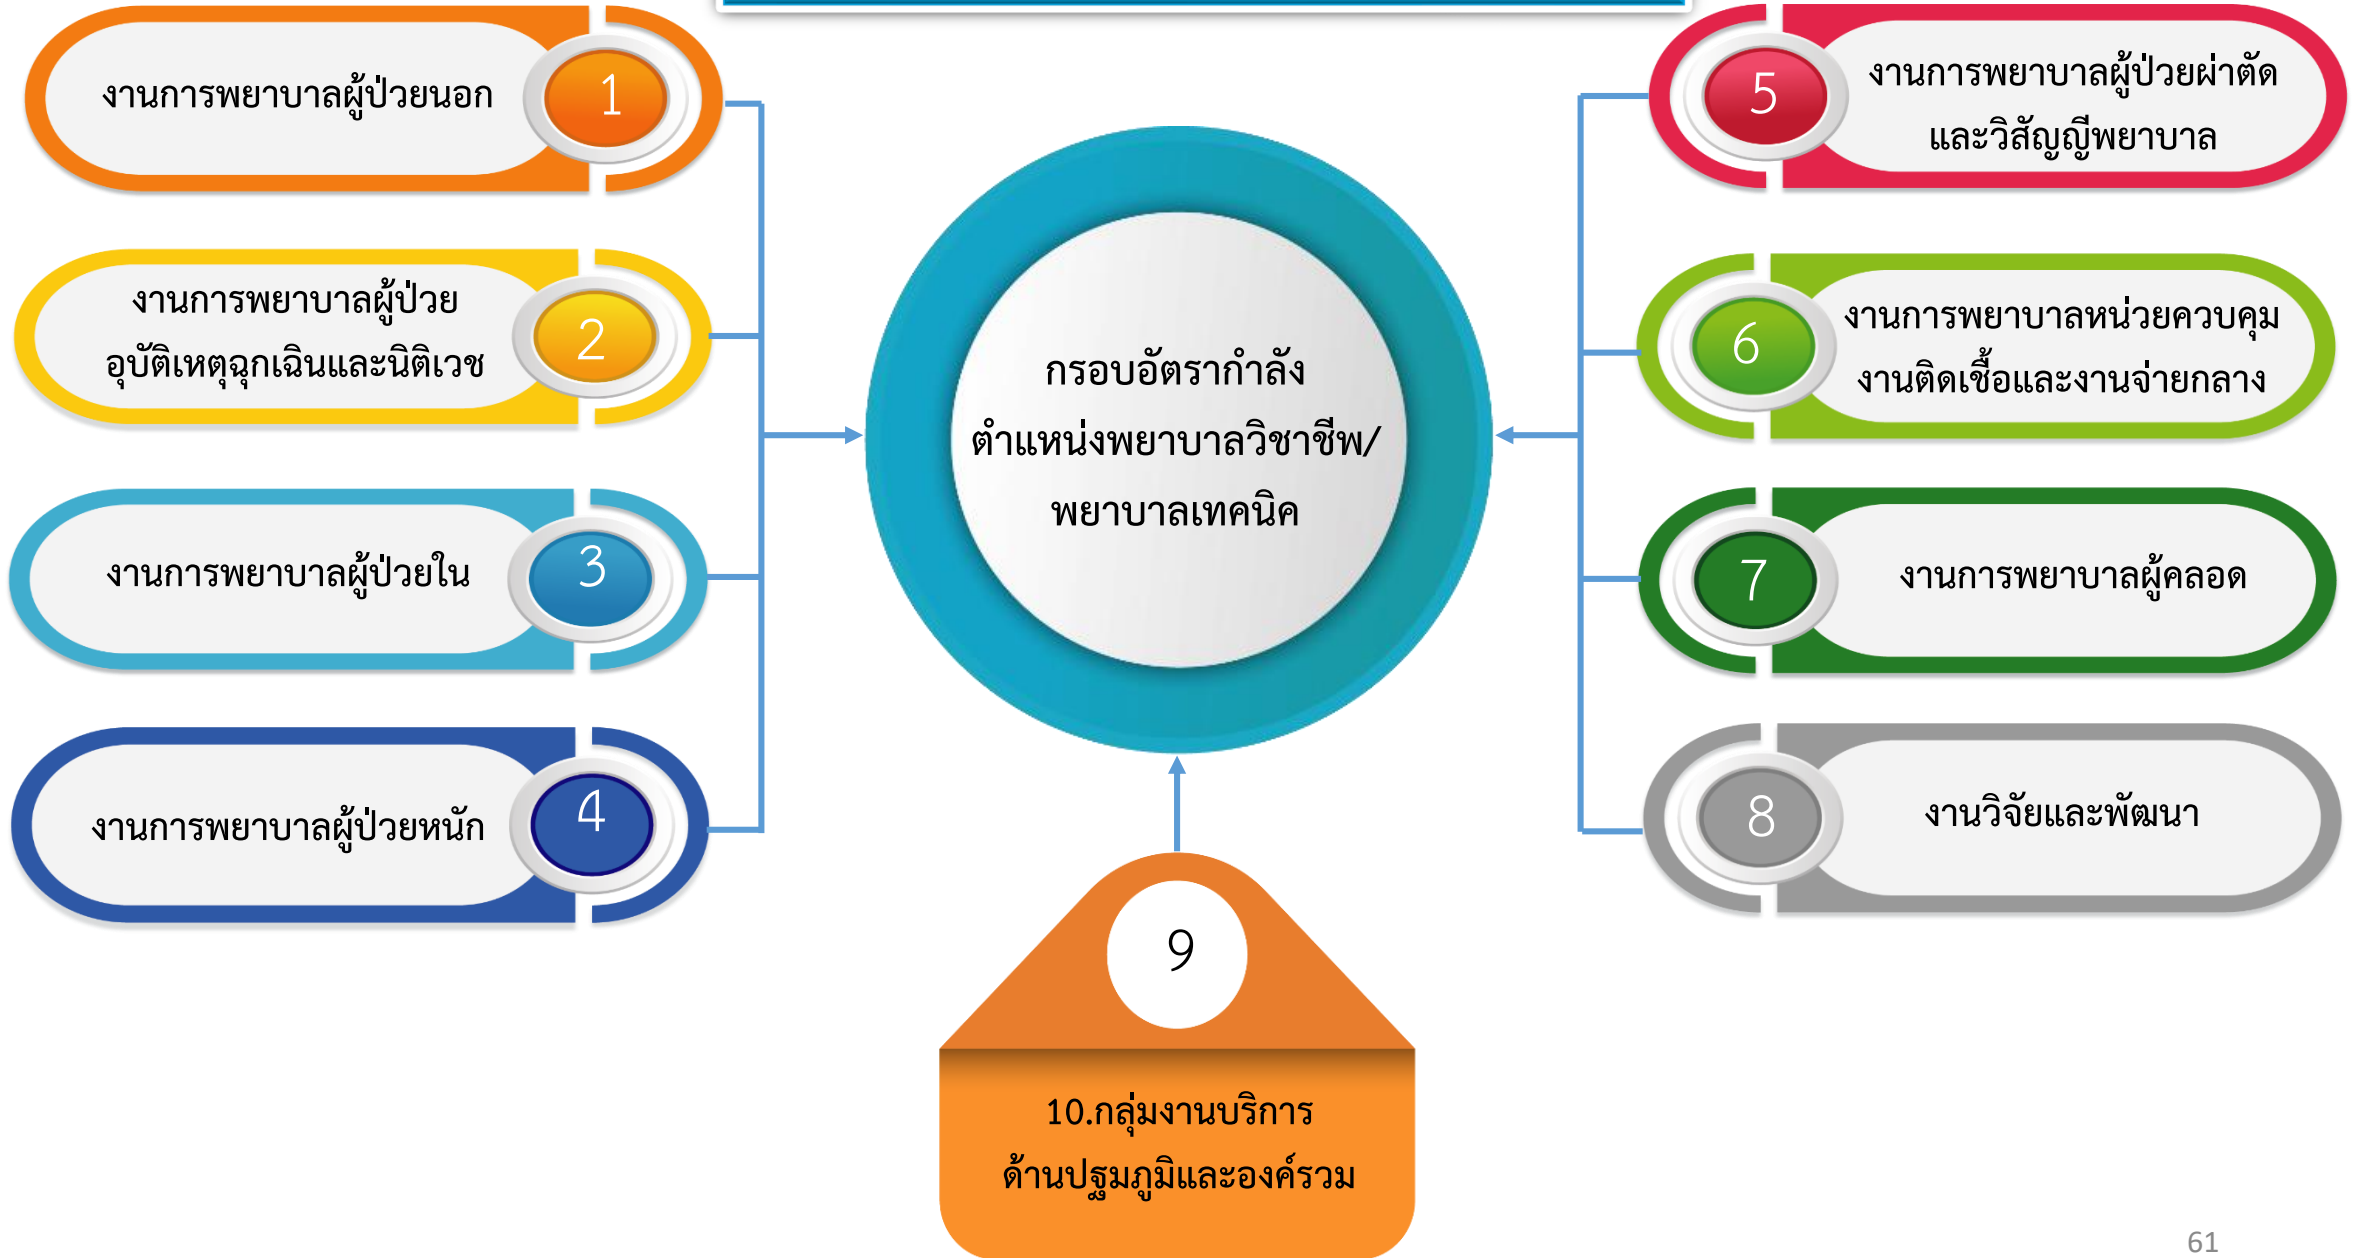 งานการพยาบาลผู้ป่วยนอก
1
งานการพยาบาลผู้ป่วย
อุบัติเหตุฉุกเฉินและนิติเวช
2
งานการพยาบาลผู้ป่วยใน
3
งานการพยาบาลผู้ป่วยหนัก
4
กรอบอัตรากำลัง
ตำแหน่งพยาบาลวิชาชีพ/
พยาบาลเทคนิค
5
งานการพยาบาลผู้ป่วยผ่าตัด
และวิสัญญีพยาบาล
6
งานการพยาบาลหน่วยควบคุม
งานติดเชื้อและงานจ่ายกลาง
7
งานการพยาบาลผู้คลอด
8
งานวิจัยและพัฒนา
9
10.กลุ่มงานบริการ
ด้านปฐมภูมิและองค์รวม
61